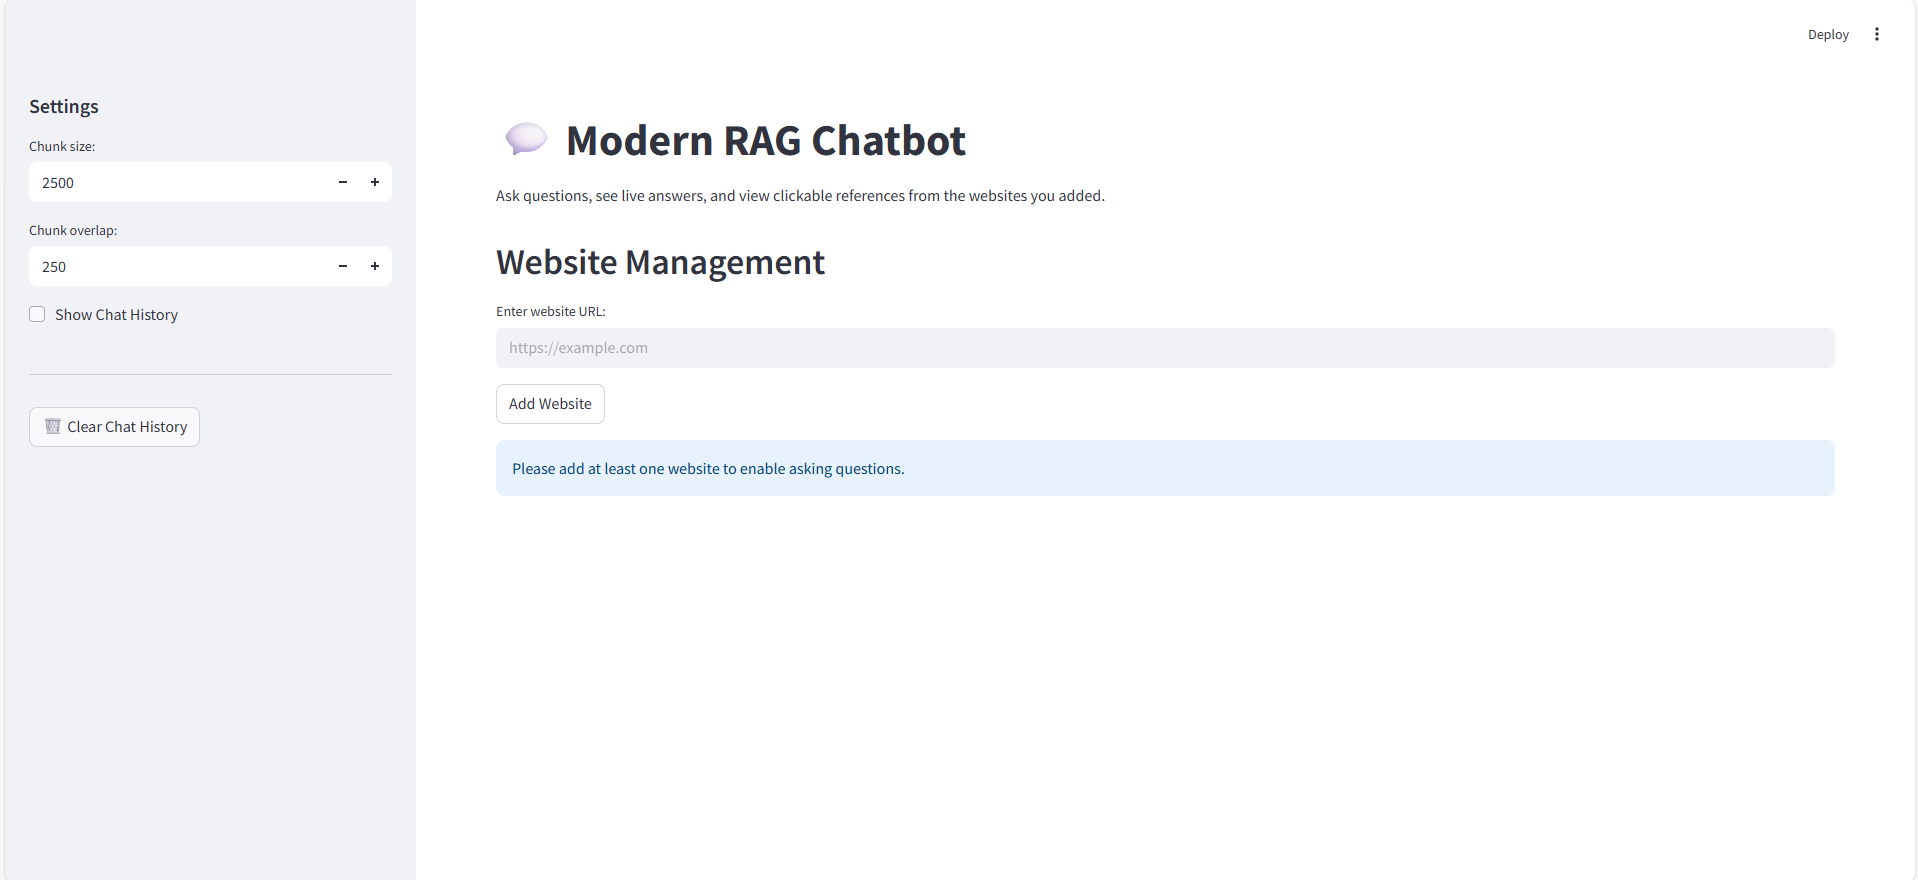 Deploy
Settings
Chunk size:
2500
Chunk overlap:
250
Show Chat History
Clear Chat History
Modern RAG Chatbot
Ask questions, see live answers, and view clickable references from the websites you added.
Website Management
Enter website URL:
https://example.com
Add Website
Please add at least one website to enable asking questions.